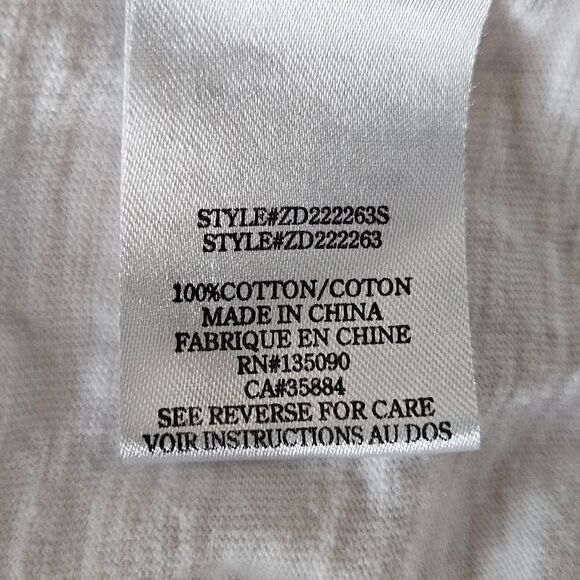 STYLE#ZD222263S
STYLE#ZD222263
100%COTTON/COTON
MADE IN CHINA
FABRIQUE EN CHINE
RN#135090
CA#35884
SEE REVERSE FOR CARE
VOIR INSTRUCTIONS AU DOS